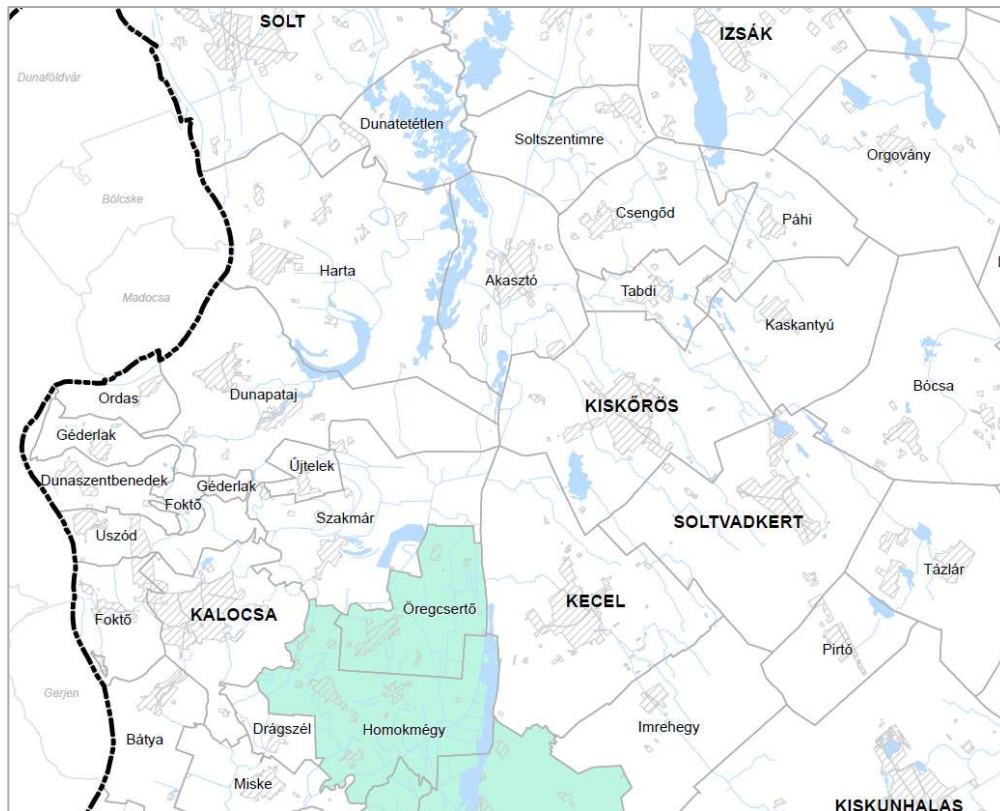 SOLT
IZSÁK
Dunaföldvár
Dunatetétlen
Soltszentimre
Orgovány
Bölcske
Csengőd
Páhi
Harta
Akasztó
Tabdi
Madocsa
Kaskantyú
Ordas
Dunapataj
KISKŐRÖS
Bócsa
Géderlak
Újtelek
Dunaszentbenedek
Géderlak
Foktő
Szakmár
SOLTVADKERT
Uszód
Tázlár
Foktő
KALOCSA
Öregcsertő
KECEL
Pirtó
Gerjen
Bátya
Drágszél
Homokmégy
Imrehegy
Miske
KISKUNHALAS